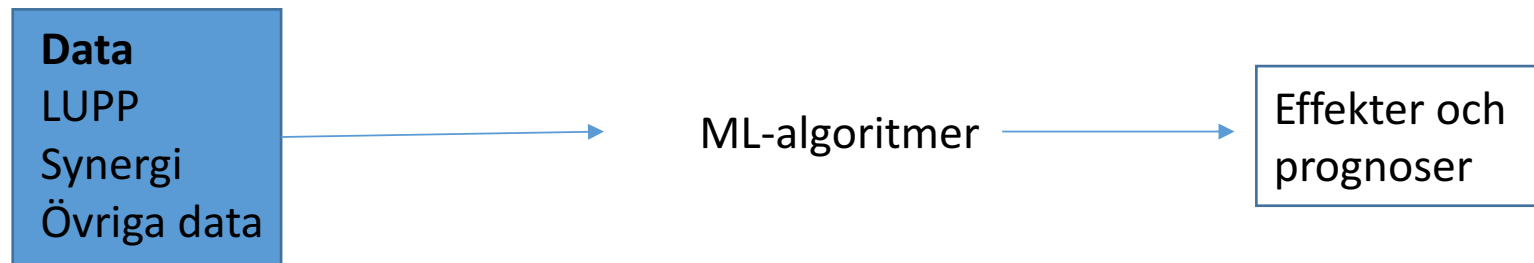 Data
LUPP
Synergi
Övriga data
ML-algoritmer
Effekter och
prognoser